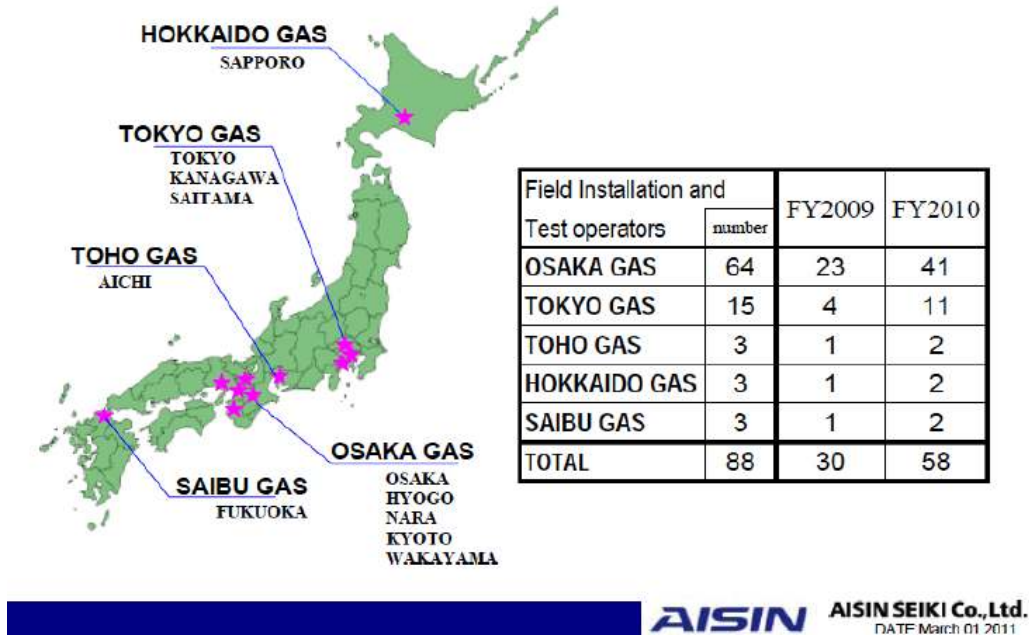 HOKKAIDO GAS
SAPPORO
TOKYO GAS
TOKYO
KANAGAWA
SAITAMA
TOHO GAS
AICHI
OSAKA GAS
OSAKA
HYOGO
NARA
KYOTO
WAKAYAMA
SAIBU GAS
FUKUOKA
Field Installation and
Test operators number FY2009 FY2010
OSAKA GAS 64 23 41
TOKYO GAS 15 4 11
TOHO GAS 3 1 2
HOKKAIDO GAS 3 1 2
SAIBU GAS 3 1 2
TOTAL 88 30 58
AISIN AISIN SEIKI Co.,Ltd.
DATE March 01 2011